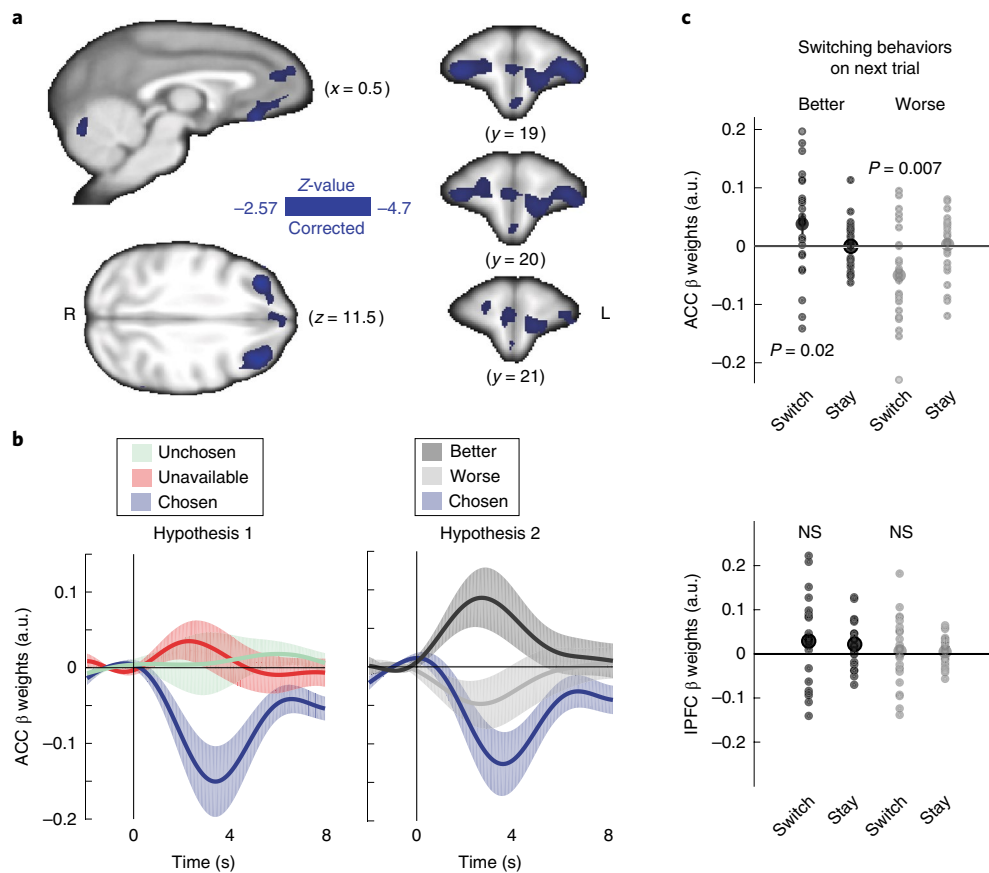 a
(x = 0.5)
Z-value
−2.57
−4.7
Corrected
R
(z = 11.5)
(y = 19)
(y = 20)
L
(y = 21)
b
Unchosen
Unavailable
Chosen
Hypothesis 1
ACC β weights (a.u.)
0.1
0
−0.1
−0.2
0
4
8
Time (s)
Better
Worse
Chosen
Hypothesis 2
0
4
8
Time (s)
c
Switching behaviors
on next trial
Better
Worse
ACC β weights (a.u.)
0.2
0.1
0
−0.1
−0.2
P = 0.007
P = 0.02
Switch
Stay
Switch
Stay
lPFC β weights (a.u.)
0.2
0.1
0
−0.1
−0.2
NS
NS
Switch
Stay
Switch
Stay